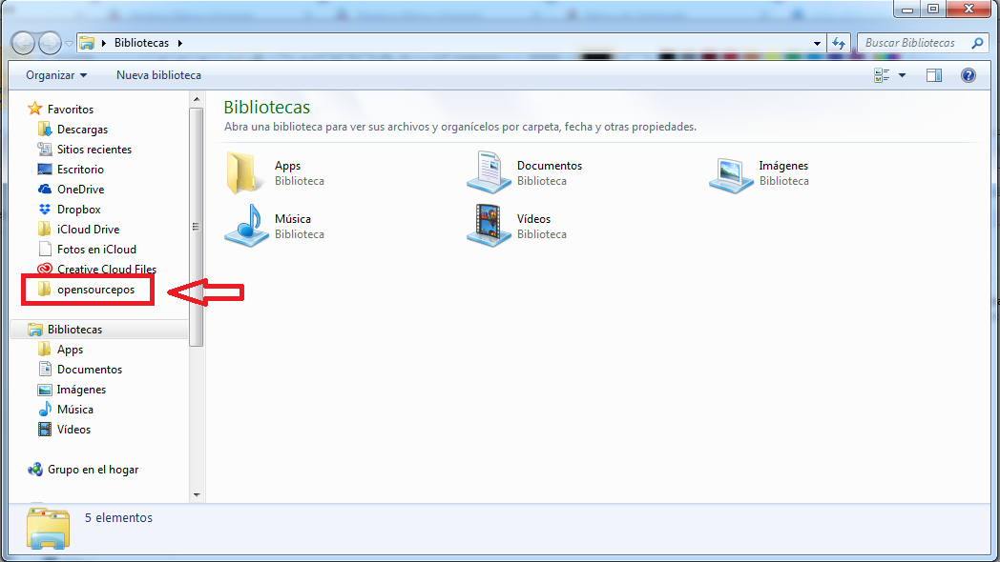 Bibliotecas
Buscar Bibliotecas
Organizar
Nueva biblioteca
Favoritos
Descargas
Sitios recientes
Escritorio
OneDrive
Dropbox
iCloud Drive
Fotos en iCloud
Creative Cloud Files
opensourcepos
Bibliotecas
Apps
Documentos
Imágenes
Música
Vídeos
Grupo en el hogar
Bibliotecas
Abra una biblioteca para ver sus archivos y organícelos por carpeta, fecha y otras propiedades.
Apps
Biblioteca
Documentos
Biblioteca
Imágenes
Biblioteca
Música
Biblioteca
Vídeos
Biblioteca
5 elementos